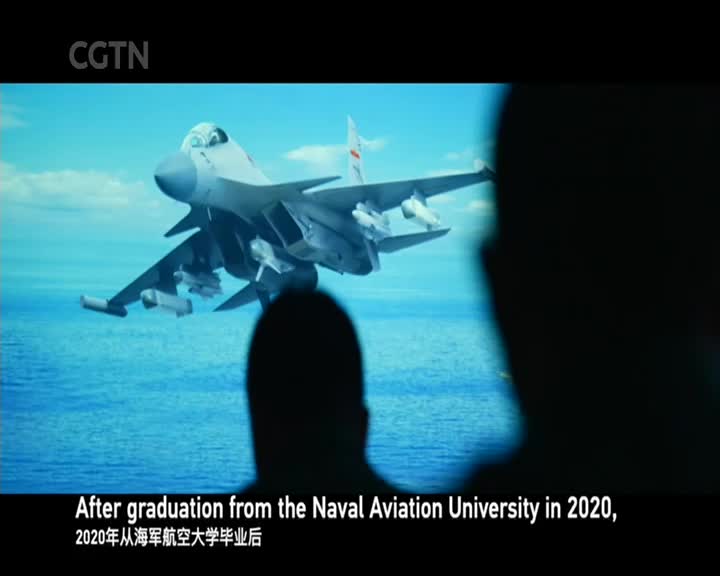 CGTN
After graduation from the Naval Aviation University in 2020,
2020年从海军航空大学毕业后